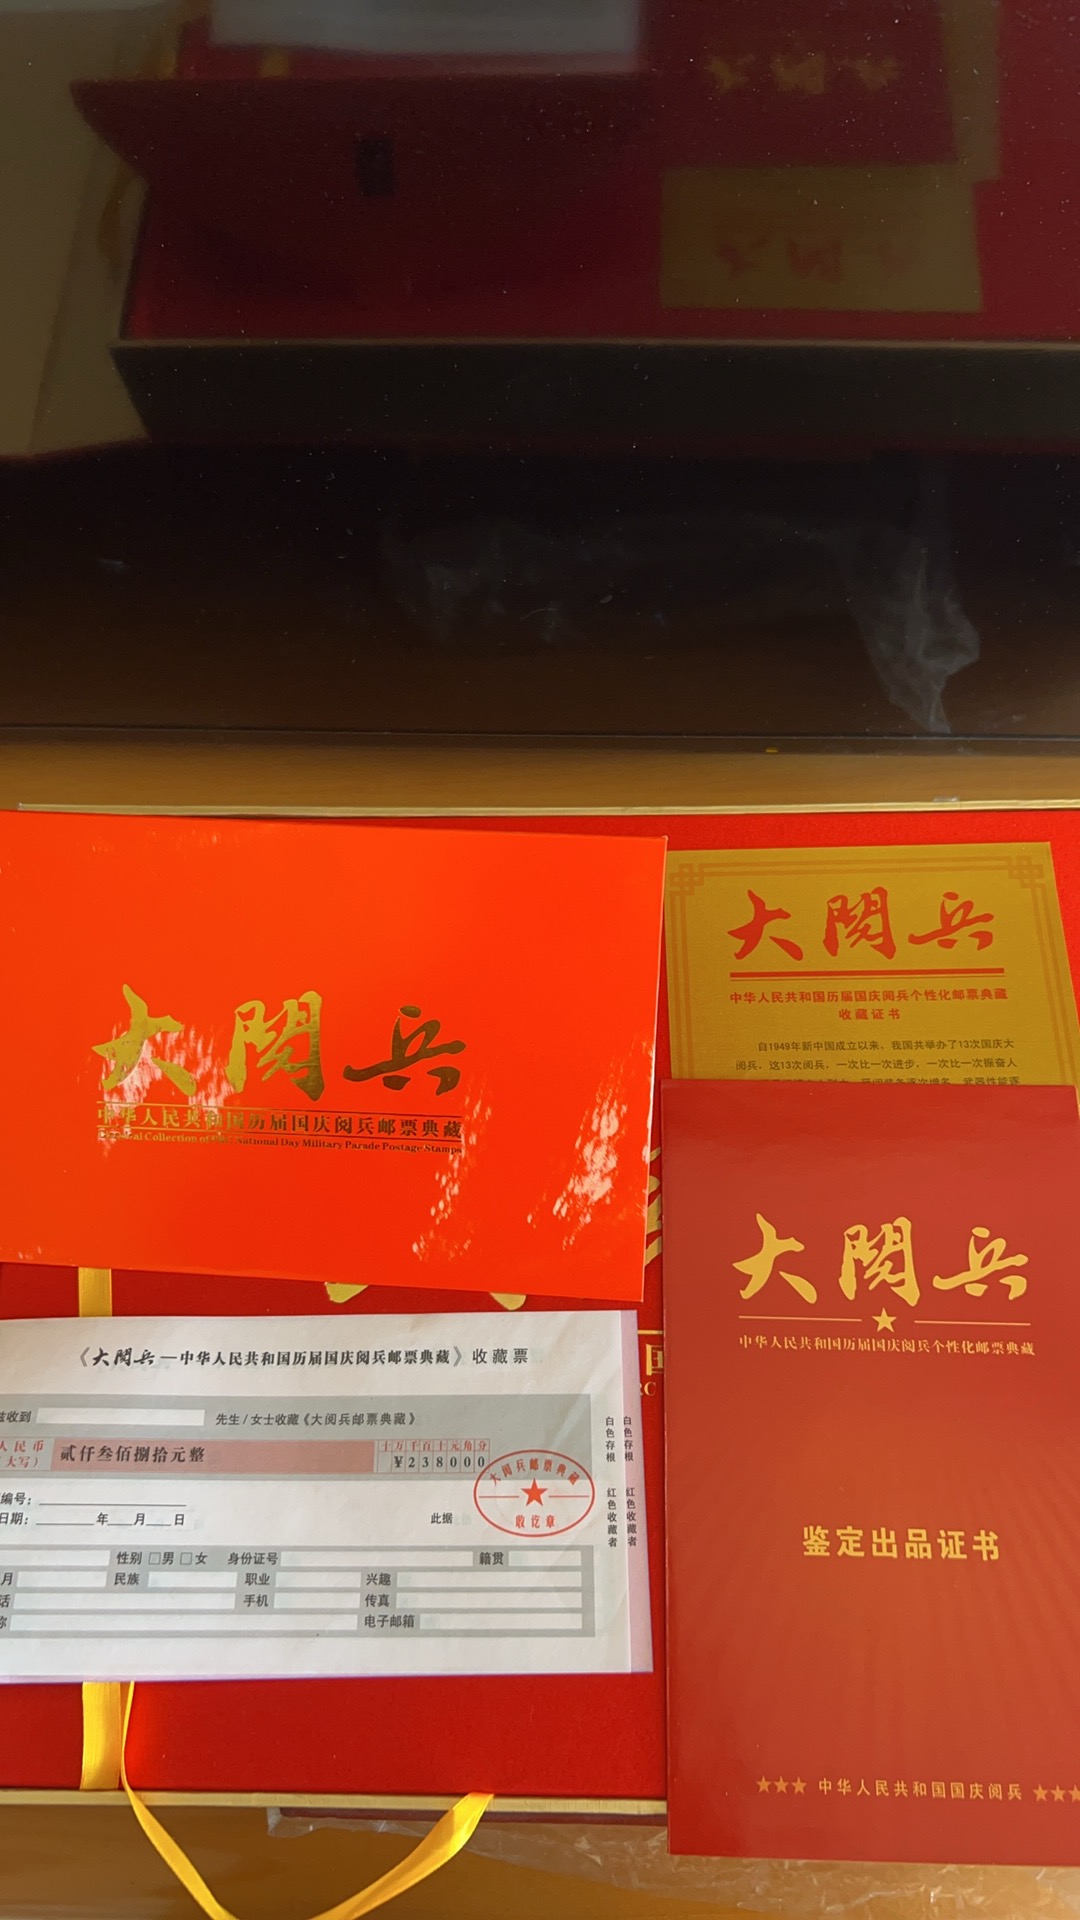 大阅兵
中华人民共和国历届国庆阅兵邮票典藏
National Day Military Parade Postage Stamps
大阅兵
中华人民共和国历届国庆阅兵个性化邮票典藏
收藏证书
自1949年新中国成立以来，我国共举办了13次国庆大
阅兵，这13次阅兵，一次比一次进步，一次比一次振奋人
大阅兵
中华人民共和国历届国庆阅兵个性化邮票典藏
鉴定出品证书
★★★ 中华人民共和国国庆阅兵 ★★★
《大阅兵—中华人民共和国历届国庆阅兵邮票典藏》收藏票
收到 先生/女士收藏《大阅兵邮票典藏》
人民币
大写） 贰仟叁佰捌拾元整
十万千百十元角分
¥238000
编号：
日期： 年 月 日 此据
大阅兵邮票典藏
收讫章
性别 □男 □女 身份证号 籍贯
月 民族 职业 兴趣
话 手机 传真
电子邮箱
白色存根 红色收藏者
白色存根 红色收藏者